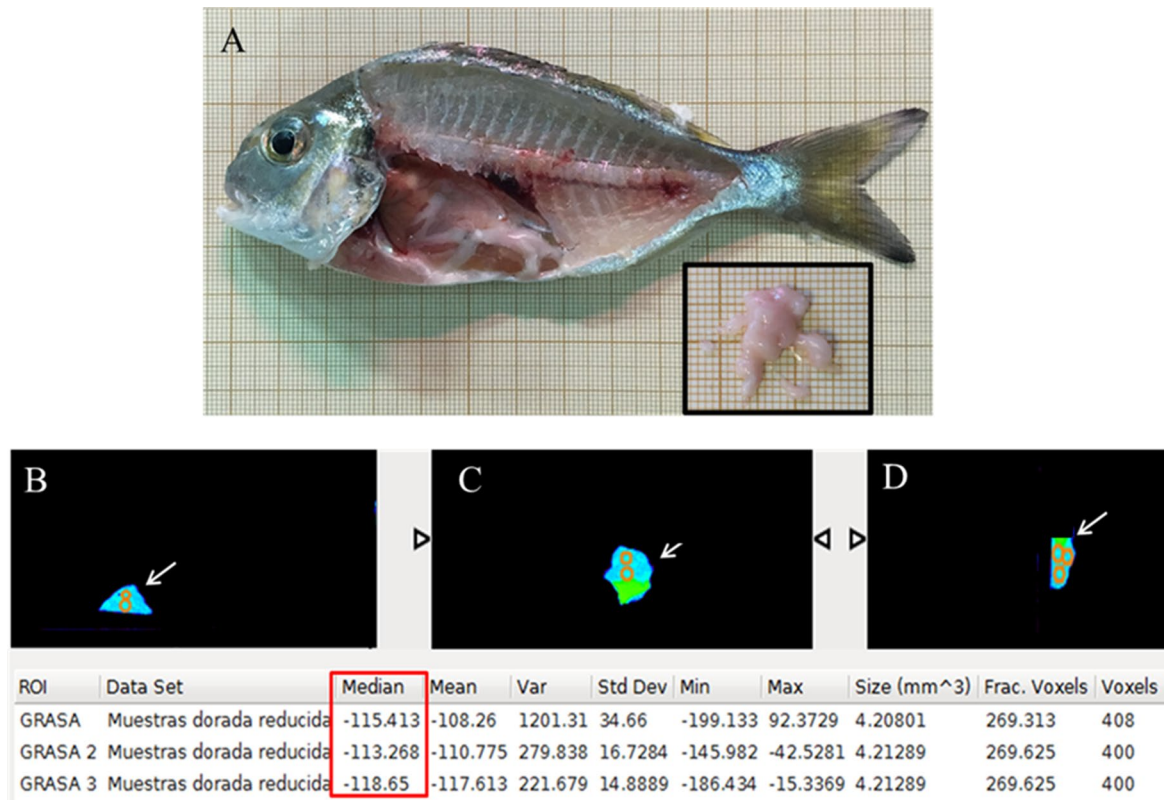 A
B
C
D
ROI Data Set Median Mean Var Std Dev Min Max Size (mm^3) Frac. Voxels Voxels
GRASA Muestras dorada reducida -115.413 -108.26 1201.31 34.66 -199.133 92.3729 4.20801 269.313 408
GRASA 2 Muestras dorada reducida -113.268 -110.775 279.838 16.7284 -145.982 -42.5281 4.21289 269.625 400
GRASA 3 Muestras dorada reducida -118.65 -117.613 221.679 14.8889 -186.434 -15.3369 4.21289 269.625 400